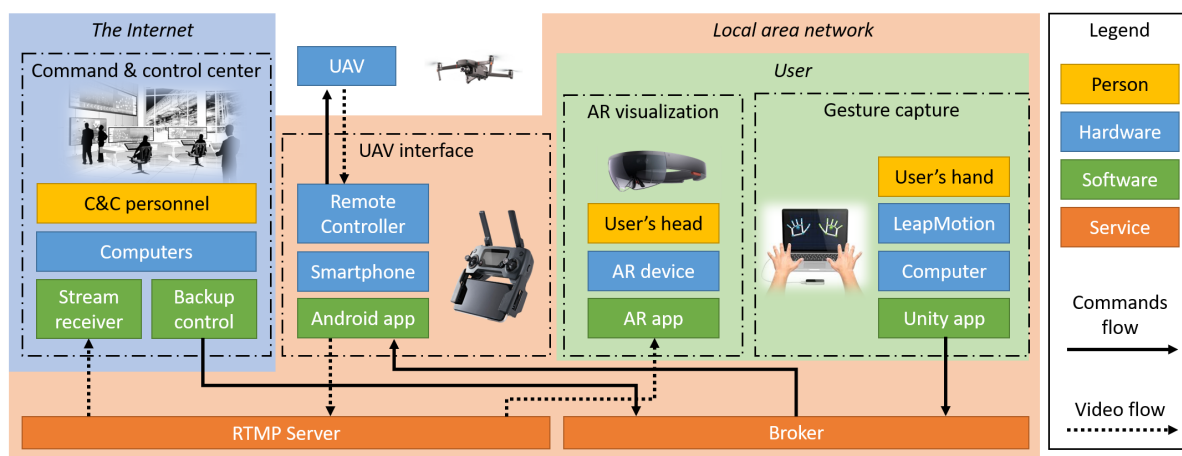 The Internet
Command & control center
C&C personnel
Computers
Stream
receiver
Backup
control
UAV
UAV interface
Remote
Controller
Smartphone
Android app
Local area network
User
AR visualization
User’s head
AR device
AR app
Gesture capture
User’s hand
LeapMotion
Computer
Unity app
RTMP Server
Broker
Legend
Person
Hardware
Software
Service
Commands
flow
Video flow